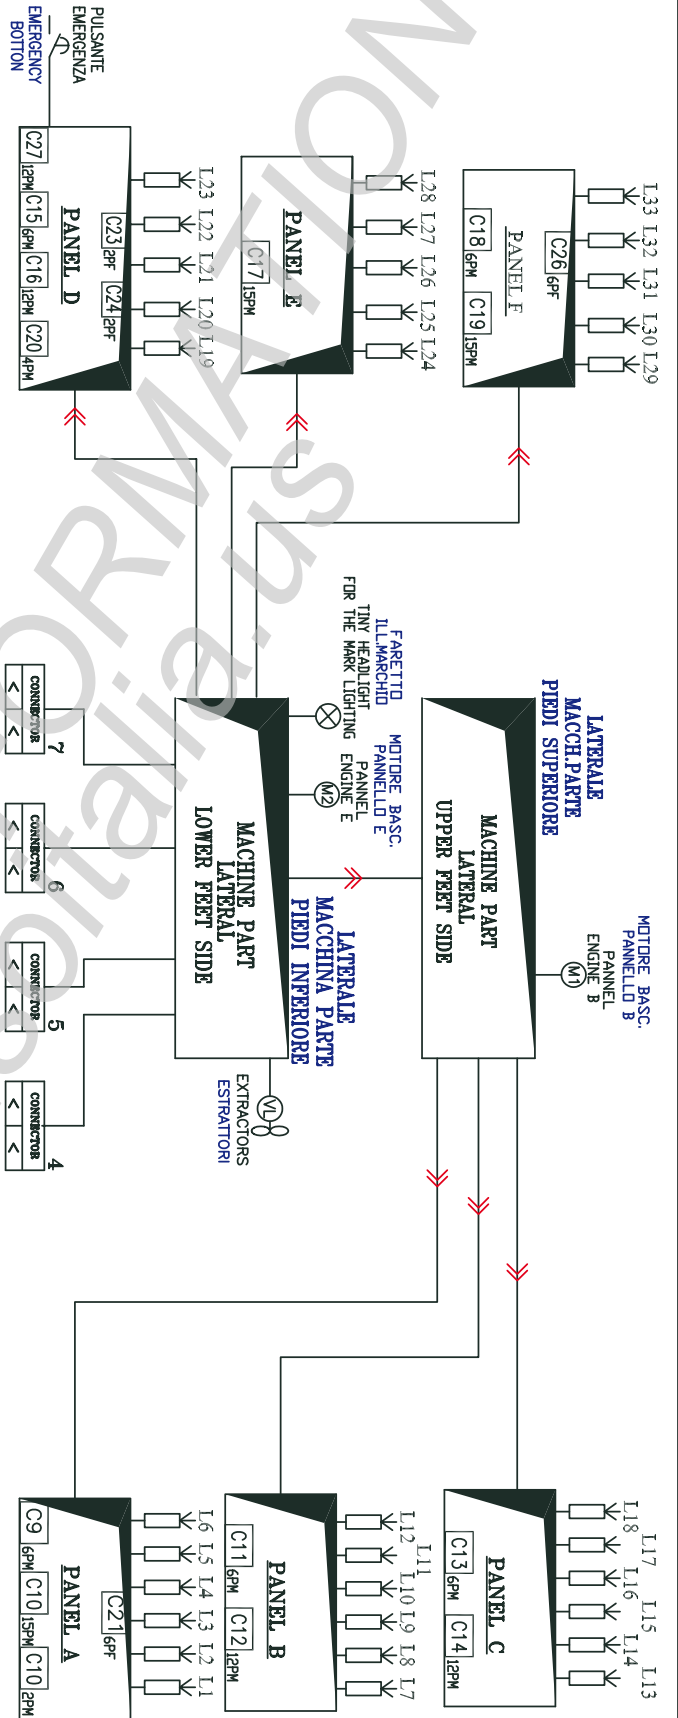 PULSANTE
EMERGENZA
EMERGENCY
BOTTON
L33 L32 L31 L30 L29
C26 6PF
PANEL F
C18 6PM C19 15PM
L28 L27 L26 L25 L24
PANEL E
C17 15PM
L23 L22 L21 L20 L19
C23 2PF C24 2PF
PANEL D
C27 12PM C15 6PM C16 12PM C20 4PM
LATERALE
MACCH.PARTE
PIEDI SUPERIORE
MACHINE PART
LATERAL
UPPER FEET SIDE
MOTORE BASC.
PANNELLO B
PANNEL
ENGINE B
M1
FARETTO
ILL.MARCHIO
TINY HEADLIGHT
FOR THE MARK LIGHTING
MOTORE BASC.
PANNELLO E
PANNEL
ENGINE E
M2
LATERALE
MACCHINA PARTE
PIEDI INFERIORE
MACHINE PART
LATERAL
LOWER FEET SIDE
VL
EXTRACTORS
ESTRATTORI
7
CONNECTOR
< <
6
CONNECTOR
< <
5
CONNECTOR
< <
4
CONNECTOR
< <
L18 L17 L16 L15 L14 L13
PANEL C
C13 6PM C14 12PM
L12 L11 L10 L9 L8 L7
PANEL B
C11 6PM C12 12PM
L6 L5 L4 L3 L2 L1
C21 6PF
PANEL A
C9 6PM C10 15PM C10 2PM
ORMATION
italia.us